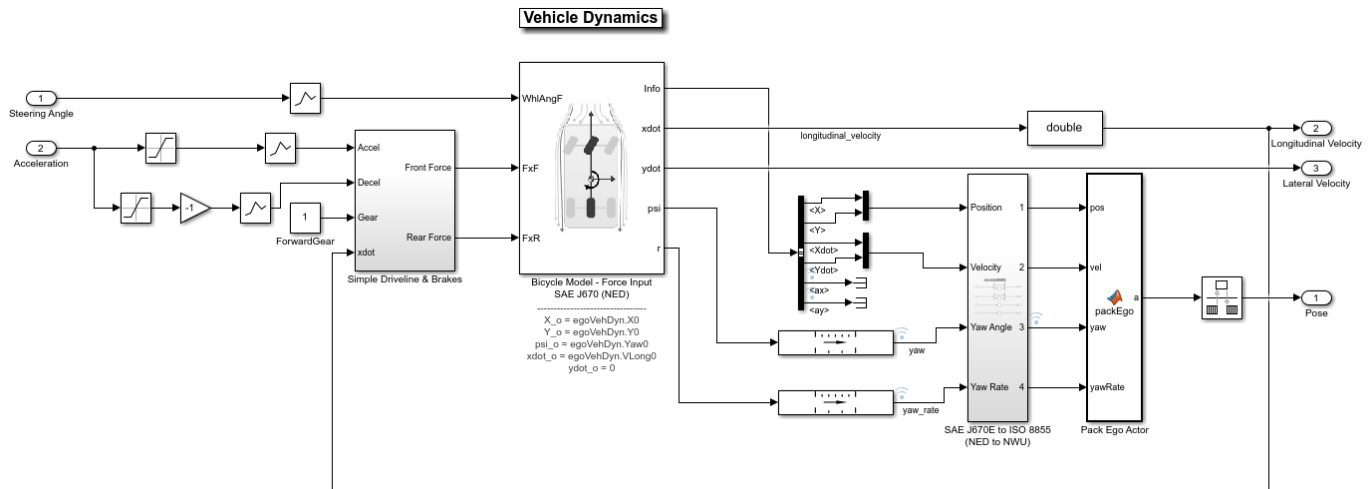 Vehicle Dynamics
1
Steering Angle
2
Acceleration
-1
1
ForwardGear
Accel
Decel
Gear
xdot
Front Force
Rear Force
Simple Driveline & Brakes
WhlAngF
FxF
FxR
Info
xdot
ydot
psi
r
Bicycle Model - Force Input
SAE J670 (NED)
--------------------------------
X_o = egoVehDyn.X0
Y_o = egoVehDyn.Y0
psi_o = egoVehDyn.Yaw0
xdot_o = egoVehDyn.VLong0
ydot_o = 0
longitudinal_velocity
double
2
Longitudinal Velocity
3
Lateral Velocity
<X>
<Y>
<Xdot>
<Ydot>
<ax>
<ay>
yaw
yaw_rate
Position 1
Velocity 2
Yaw Angle 3
Yaw Rate 4
SAE J670E to ISO 8855
(NED to NWU)
pos
vel
yaw
yawRate
packEgo
a
Pack Ego Actor
1
Pose